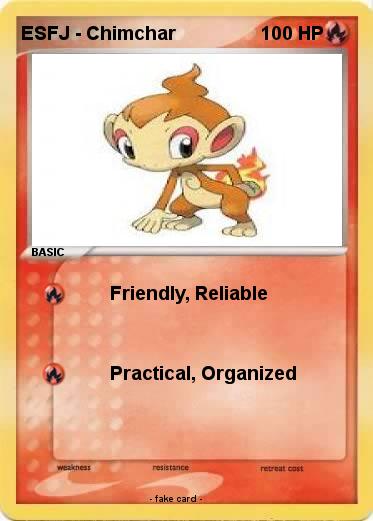 ESFJ - Chimchar 100 HP
BASIC
Friendly, Reliable
Practical, Organized
weakness resistance retreat cost
- fake card -